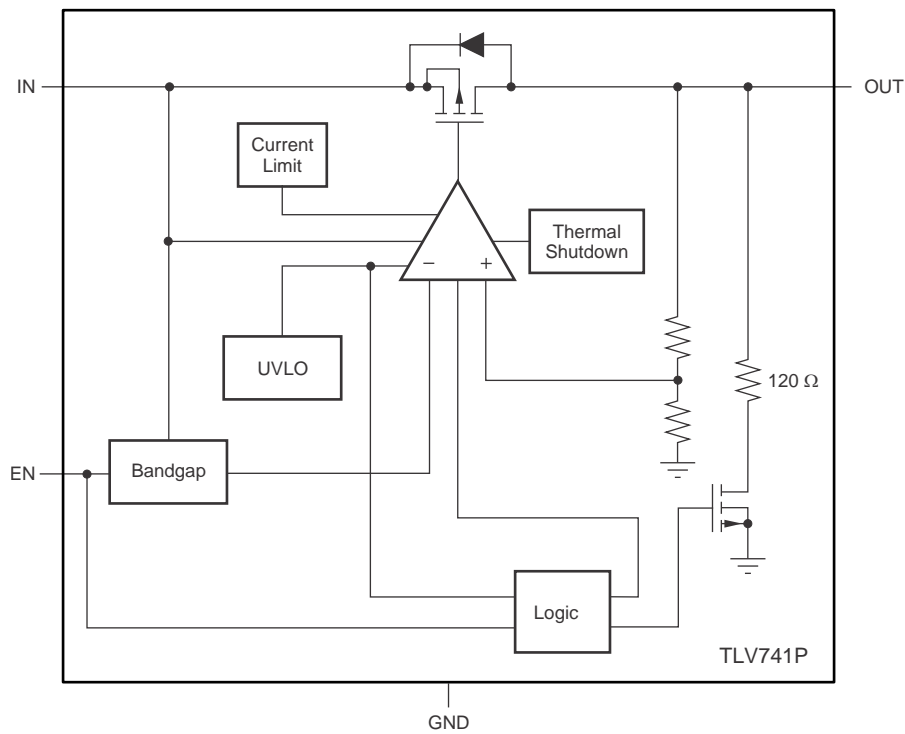 IN
OUT
Current
Limit
Thermal
Shutdown
−
+
UVLO
120 Ω
EN
Bandgap
Logic
TLV741P
GND